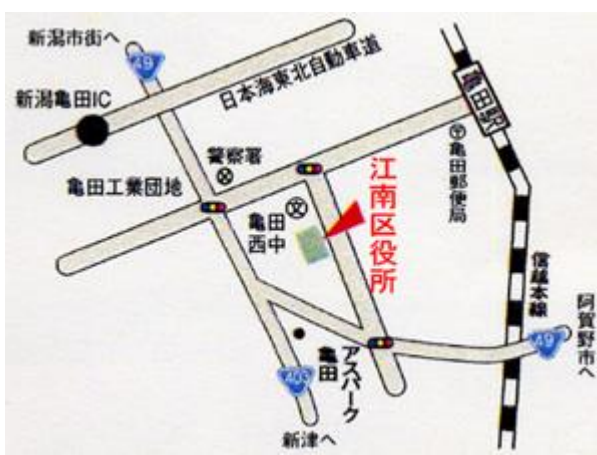 新潟市街へ
49
日本海東北自動車道
新潟亀田IC
亀田駅
警察署
〒亀田郵便局
亀田工業団地
文
亀田
西中
江南区役所
信越本線
阿賀野市へ
49
アスパーク
亀田
403
新津へ